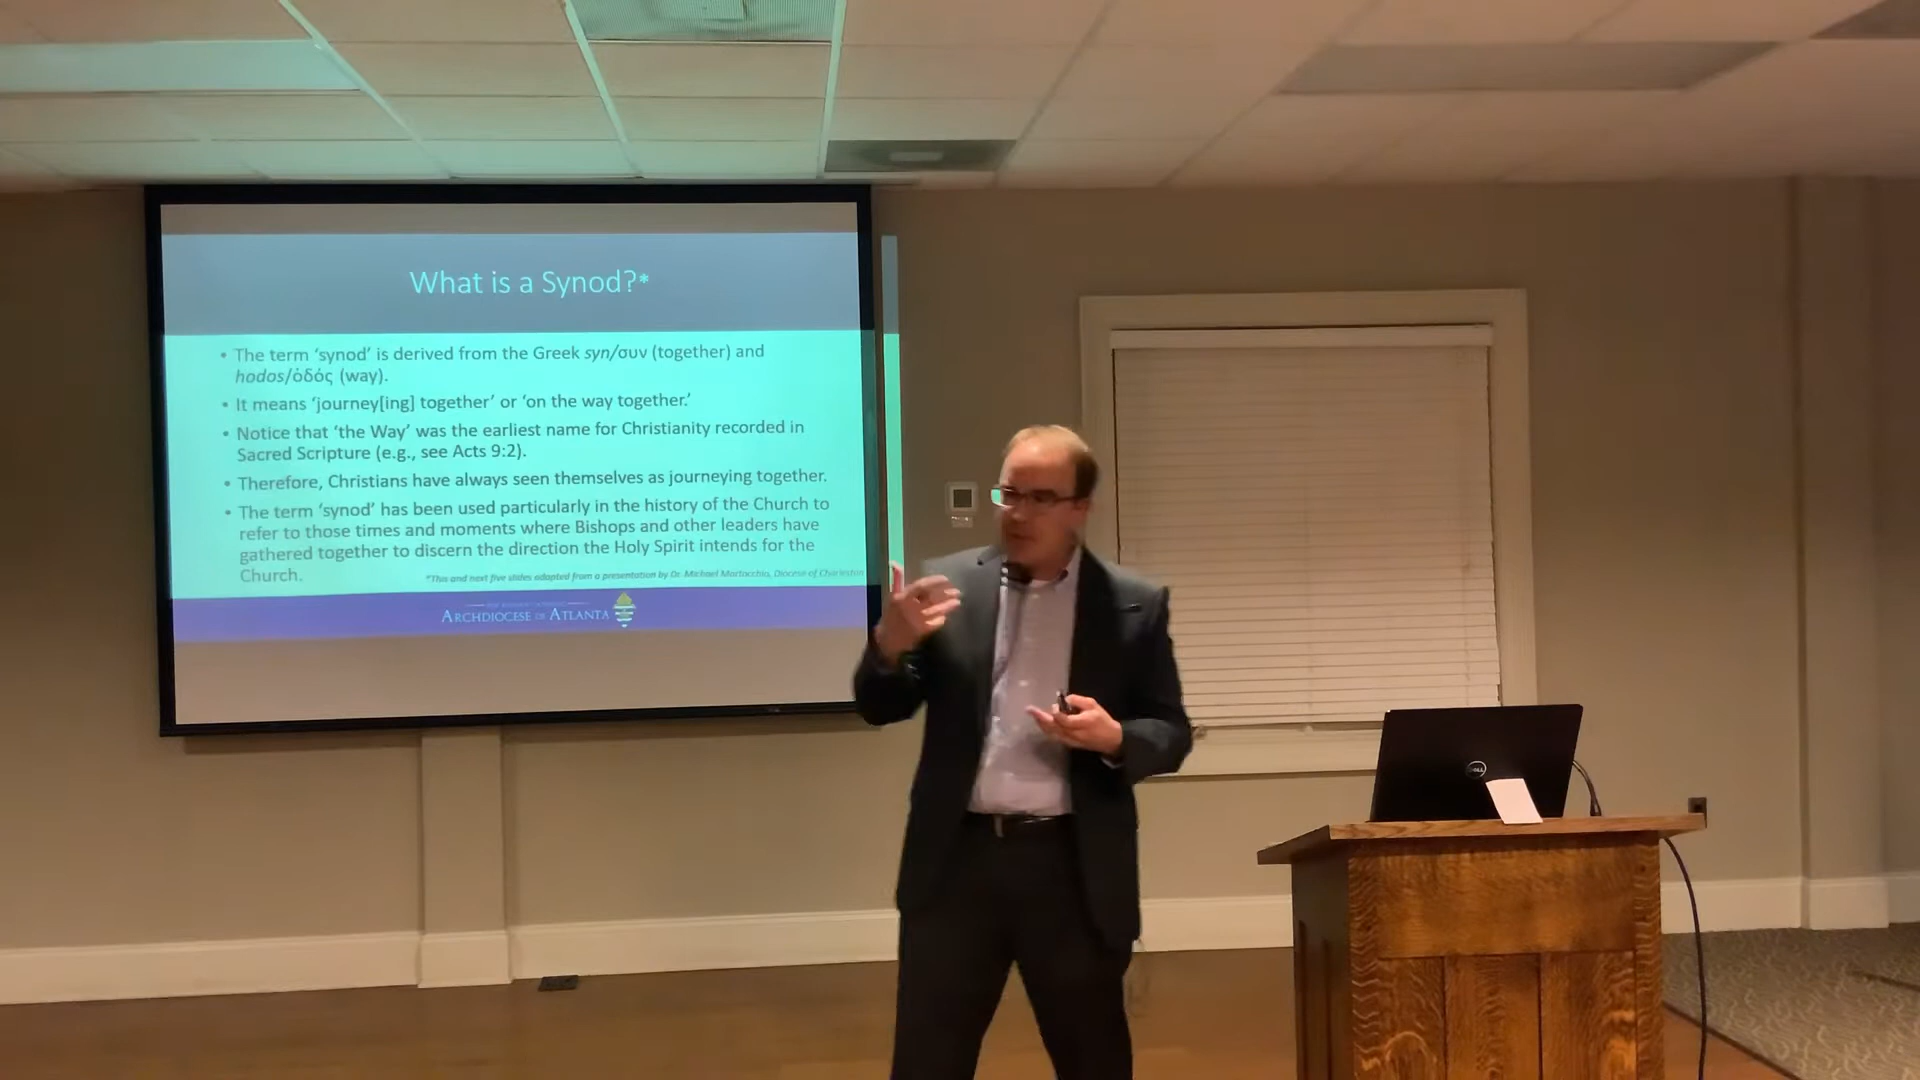 What is a Synod?*
• The term ‘synod’ is derived from the Greek syn/συν (together) and
hodos/ὁδός (way).
• It means ‘journey[ing] together’ or ‘on the way together.’
• Notice that ‘the Way’ was the earliest name for Christianity recorded in
Sacred Scripture (e.g., see Acts 9:2).
• Therefore, Christians have always seen themselves as journeying together.
• The term ‘synod’ has been used particularly in the history of the Church to
refer to those times and moments where Bishops and other leaders have
gathered together to discern the direction the Holy Spirit intends for the
Church.
*This and next five slides adapted from a presentation by Dr. Michael Martocchio, Diocese of Charleston
ARCHDIOCESE OF ATLANTA
DELL